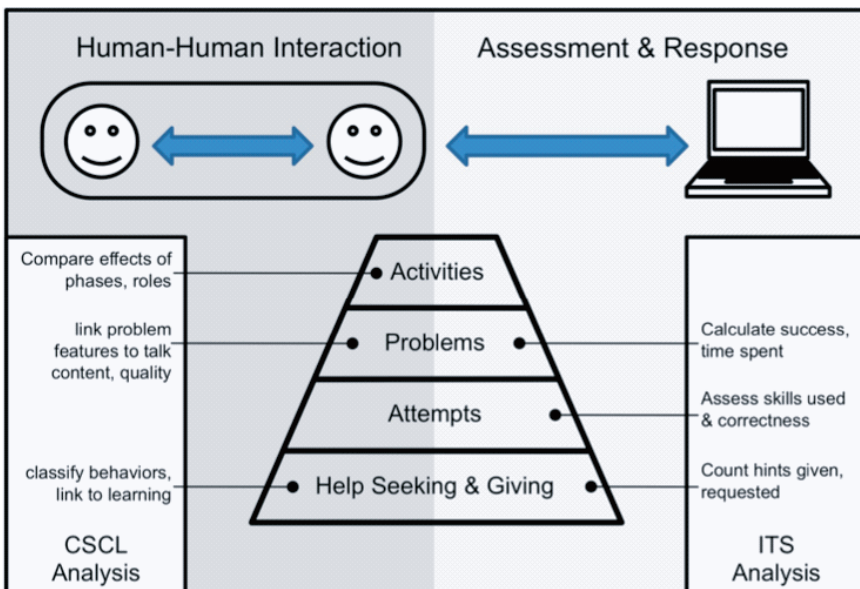 Human-Human Interaction
Assessment & Response
Compare effects of
phases, roles
Activities
link problem
features to talk
content, quality
Problems
Calculate success,
time spent
Attempts
Assess skills used
& correctness
classify behaviors,
link to learning
Help Seeking & Giving
Count hints given,
requested
CSCL
Analysis
ITS
Analysis